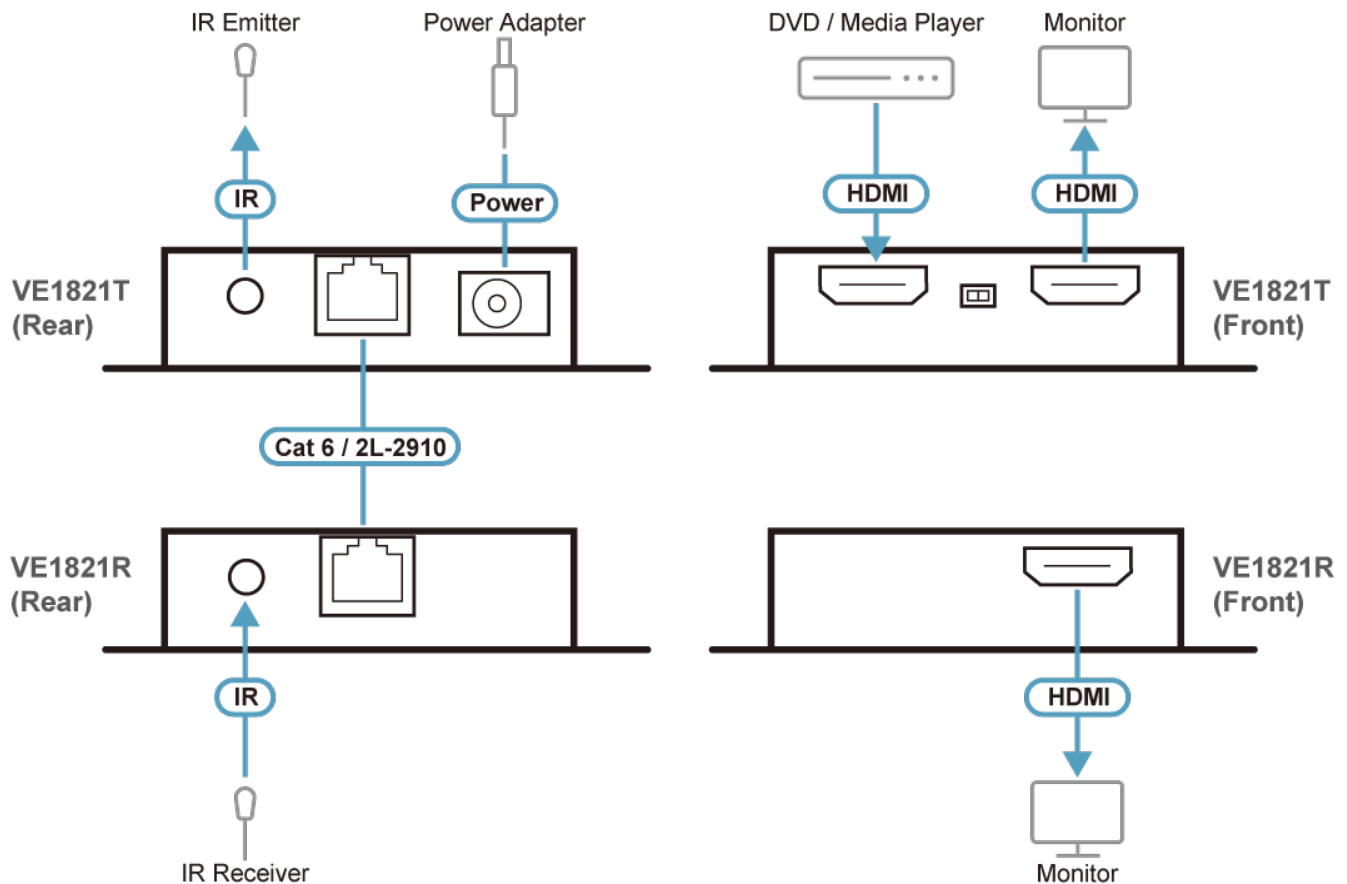 IR Emitter
Power Adapter
DVD / Media Player
Monitor
IR
Power
HDMI
HDMI
VE1821T
(Rear)
VE1821T
(Front)
Cat 6 / 2L-2910
VE1821R
(Rear)
VE1821R
(Front)
IR
HDMI
IR Receiver
Monitor